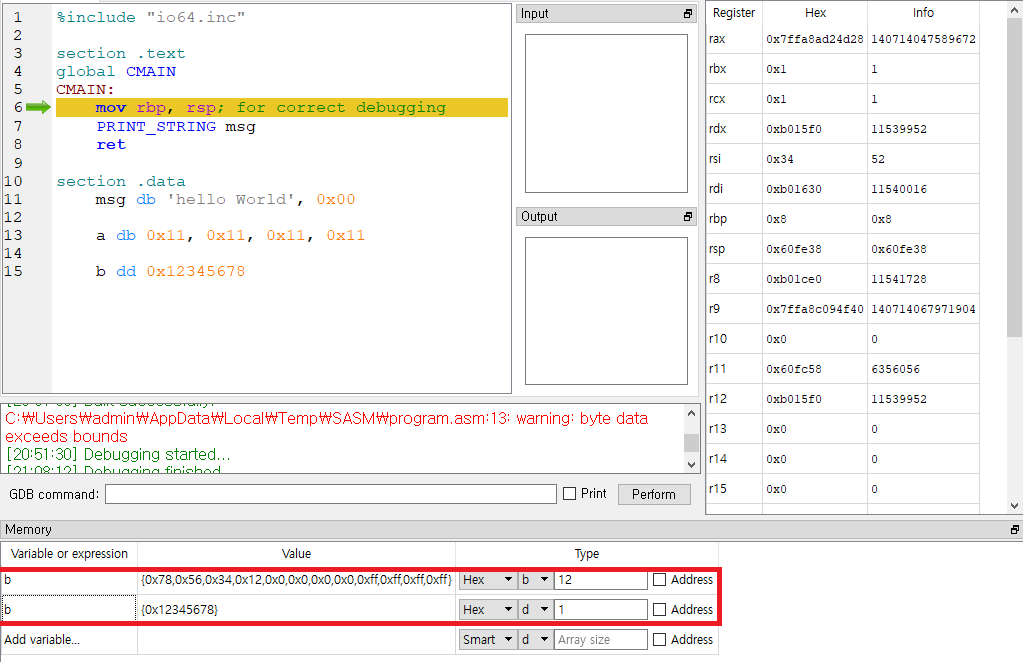 1 %include "io64.inc"
2
3 section .text
4 global CMAIN
5 CMAIN:
6 mov rbp, rsp; for correct debugging
7 PRINT_STRING msg
8 ret
9
10 section .data
11 msg db 'hello World', 0x00
12
13 a db 0x11, 0x11, 0x11, 0x11
14
15 b dd 0x12345678
Input
Output
Register Hex Info
rax 0x7ffa8ad24d28 140714047589672
rbx 0x1 1
rcx 0x1 1
rdx 0xb015f0 11539952
rsi 0x34 52
rdi 0xb01630 11540016
rbp 0x8 0x8
rsp 0x60fe38 0x60fe38
r8 0xb01ce0 11541728
r9 0x7ffa8c094f40 140714067971904
r10 0x0 0
r11 0x60fc58 6356056
r12 0xb015f0 11539952
r13 0x0 0
r14 0x0 0
r15 0x0 0
C:₩Users₩admin₩AppData₩Local₩Temp₩SASM₩program.asm:13: warning: byte data
exceeds bounds
[20:51:30] Debugging started...
[21:08:12] Debugging finished
GDB command: Print Perform
Memory
Variable or expression Value Type
b {0x78,0x56,0x34,0x12,0x0,0x0,0x0,0x0,0xff,0xff,0xff,0xff} Hex b 12 Address
b {0x12345678} Hex d 1 Address
Add variable... Smart d Array size Address